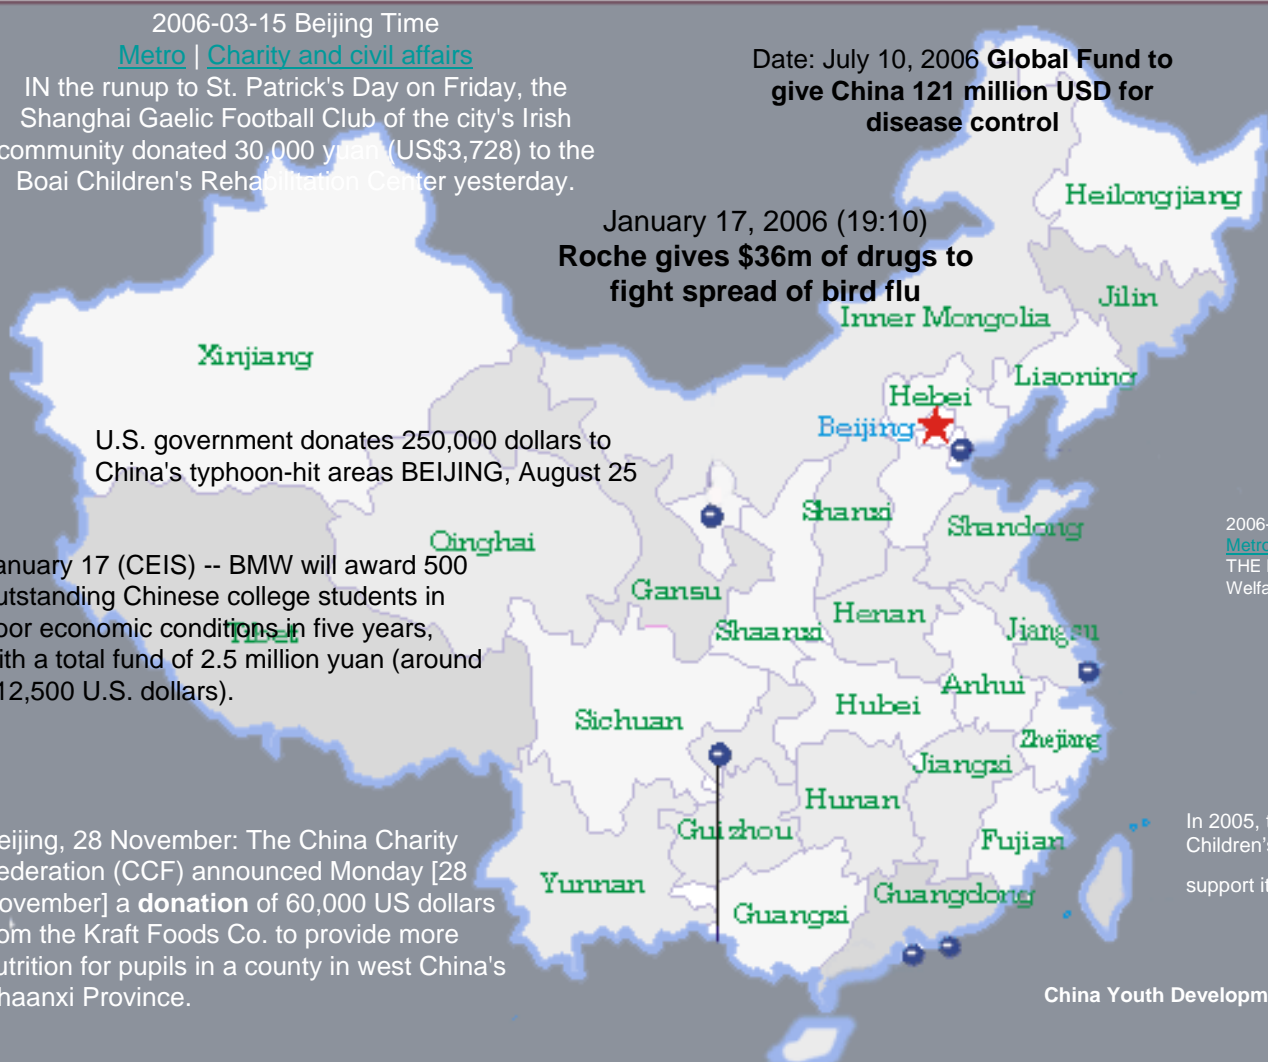 2006-03-15 Beijing Time
Metro | Charity and civil affairs
IN the runup to St. Patrick's Day on Friday, the
Shanghai Gaelic Football Club of the city's Irish
community donated 30,000 yuan (US$3,728) to the
Boai Children's Rehabilitation Center yesterday.
Date: July 10, 2006 Global Fund to
give China 121 million USD for
disease control
January 17, 2006 (19:10)
Roche gives $36m of drugs to
fight spread of bird flu
Heilongjiang
Jilin
Inner Mongolia
Xinjiang
Liaoning
Hebei
Beijing
U.S. government donates 250,000 dollars to
China's typhoon-hit areas BEIJING, August 25
Shanxi
Shandong
Qinghai
2006-
Metro
THE
Welfa
anuary 17 (CEIS) -- BMW will award 500
utstanding Chinese college students in
oor economic conditions in five years,
ith a total fund of 2.5 million yuan (around
12,500 U.S. dollars).
Tibet
Gansu
Shaanxi
Henan
Jiangsu
Anhui
Hubei
Sichuan
Zhejiang
Jiangxi
Hunan
Guizhou
Fujian
In 2005, 
Children's
support it
Yunnan
Guangxi
Guangdong
eijing, 28 November: The China Charity
ederation (CCF) announced Monday [28
ovember] a donation of 60,000 US dollars
om the Kraft Foods Co. to provide more
utrition for pupils in a county in west China's
haanxi Province.
China Youth Developm